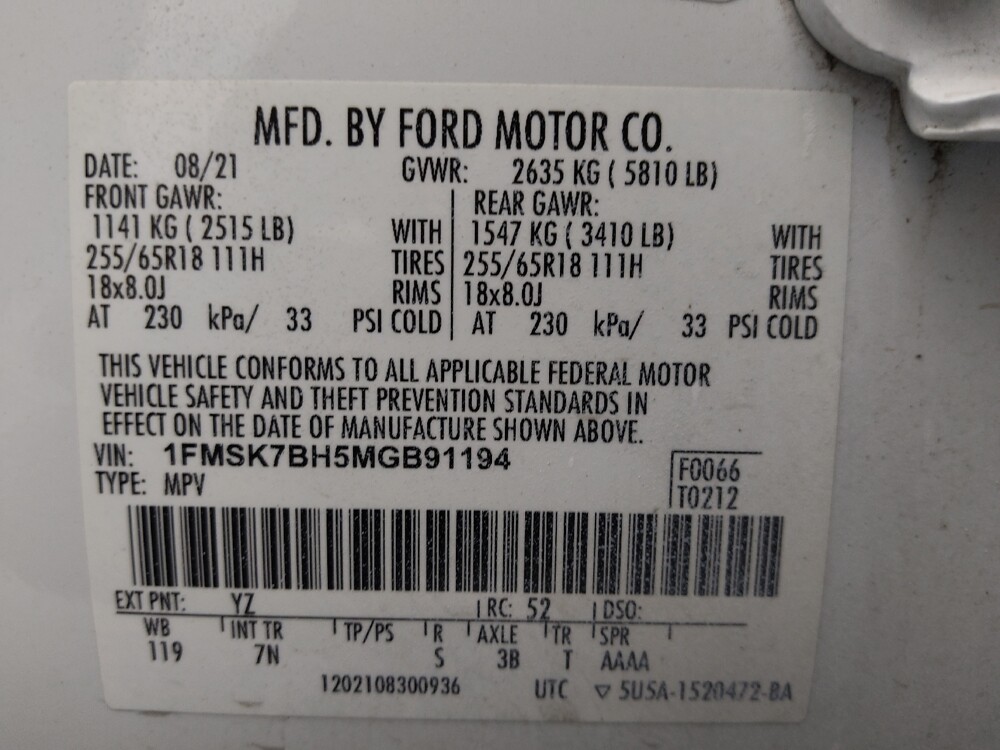 MFD. BY FORD MOTOR CO.
DATE: 08/21 GVWR: 2635 KG ( 5810 LB)
FRONT GAWR: REAR GAWR:
1141 KG ( 2515 LB) WITH 1547 KG ( 3410 LB) WITH
255/65R18 111H TIRES 255/65R18 111H TIRES
18x8.0J RIMS 18x8.0J RIMS
AT 230 kPa/ 33 PSI COLD AT 230 kPa/ 33 PSI COLD
THIS VEHICLE CONFORMS TO ALL APPLICABLE FEDERAL MOTOR
VEHICLE SAFETY AND THEFT PREVENTION STANDARDS IN
EFFECT ON THE DATE OF MANUFACTURE SHOWN ABOVE.
VIN: 1FMSK7BH5MGB91194
F0066
TYPE: MPV
T0212
EXT PNT: YZ RC: 52 DSO:
WB INT TR TP/PS R AXLE TR SPR
119 7N S 3B T AAAA
1202108300936 UTC ▽ 5U5A-1520472-BA